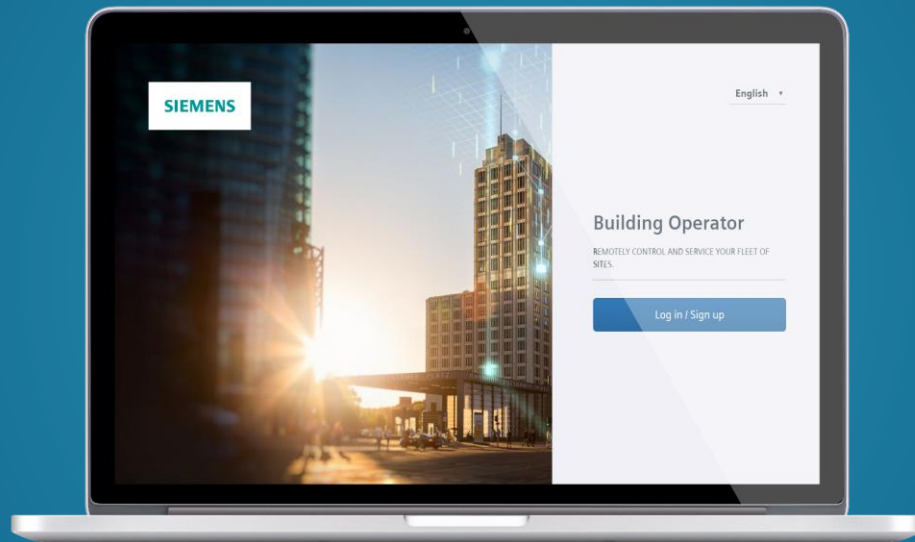 SIEMENS
English
Building Operator
REMOTELY CONTROL AND SERVICE YOUR FLEET OF
SITES.
Log in / Sign up